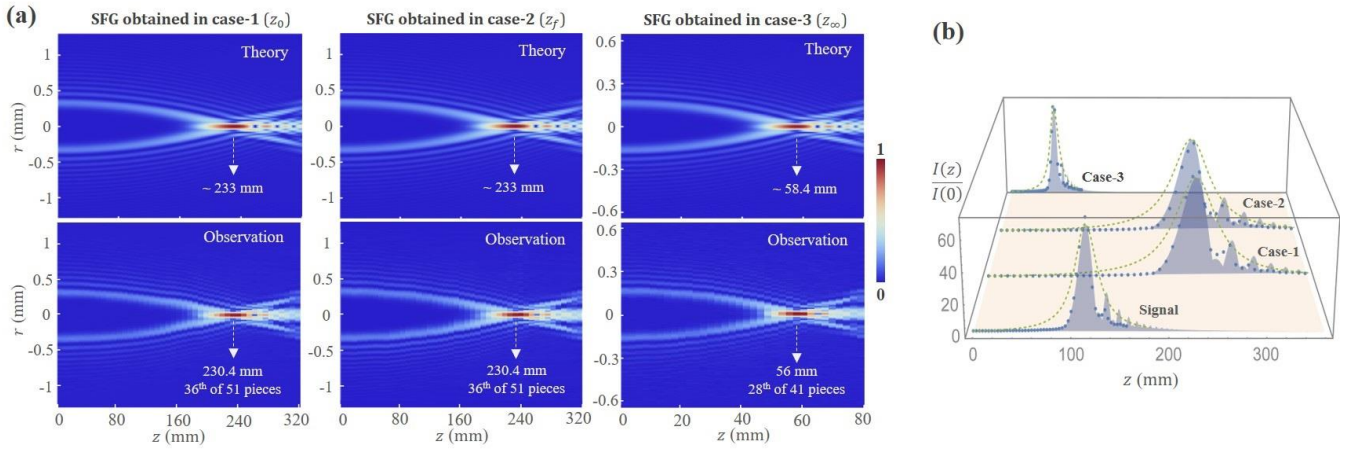 (a)
SFG obtained in case-1 (z₀)
SFG obtained in case-2 (z_f)
SFG obtained in case-3 (z_∞)
(b)
1
0.5
0
-0.5
-1
r (mm)
Theory
~ 233 mm
1
0.5
0
-0.5
-1
Theory
~ 233 mm
0.6
0.3
0
-0.3
-0.6
Theory
~ 58.4 mm
1
0
1
0.5
0
-0.5
-1
r (mm)
Observation
230.4 mm
36th of 51 pieces
0 80 160 240 320
z (mm)
1
0.5
0
-0.5
-1
Observation
230.4 mm
36th of 51 pieces
0 80 160 240 320
z (mm)
0.6
0.3
0
-0.3
-0.6
Observation
56 mm
28th of 41 pieces
0 20 40 60 80
z (mm)
I(z)
I(0)
60
40
20
0
Case-3
Case-2
Case-1
Signal
0 100 200 300
z (mm)